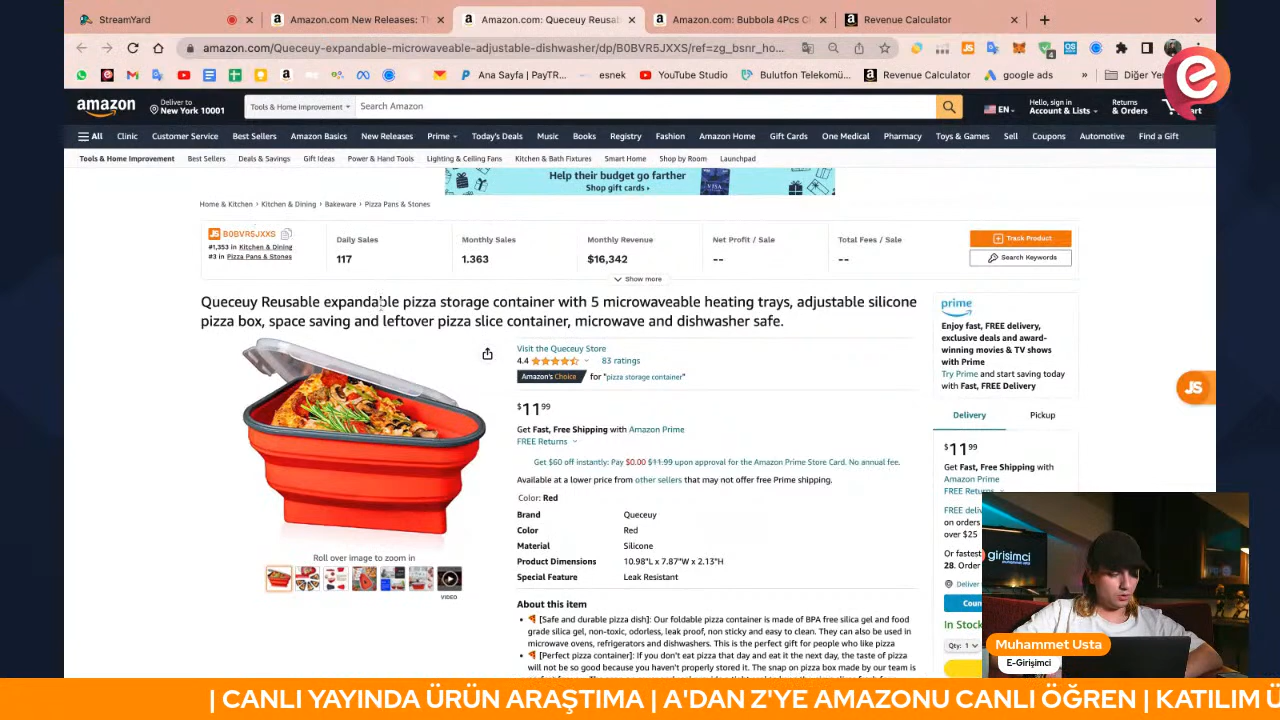 StreamYard
Amazon.com New Releases: Th
Amazon.com: Queceuy Reusab
Amazon.com: Bubbola 4Pcs C
Revenue Calculator
amazon.com/Queceuy-expandable-microwaveable-adjustable-dishwasher/dp/B0BVR5JXXS/ref=zg_bsnr_ho...
Ana Sayfa | PayTR...
esnek
YouTube Studio
Bulutfon Telekomü...
Revenue Calculator
google ads
Diğer Yer
amazon
Deliver to
New York 10001
Tools & Home Improvement
Search Amazon
EN
Hello, sign in
Account & Lists
Returns
& Orders
All
Clinic
Customer Service
Best Sellers
Amazon Basics
New Releases
Prime
Today's Deals
Music
Books
Registry
Fashion
Amazon Home
Gift Cards
One Medical
Pharmacy
Toys & Games
Sell
Coupons
Automotive
Find a Gift
Tools & Home Improvement
Best Sellers
Deals & Savings
Gift Ideas
Power & Hand Tools
Lighting & Ceiling Fans
Kitchen & Bath Fixtures
Smart Home
Shop by Room
Launchpad
Help their budget go farther
Shop gift cards ›
VISA
Home & Kitchen › Kitchen & Dining › Bakeware › Pizza Pans & Stones
JS B0BVR5JXXS
#1,353 in Kitchen & Dining
#3 in Pizza Pans & Stones
Daily Sales
117
Monthly Sales
1.363
Monthly Revenue
$16,342
Net Profit / Sale
--
Total Fees / Sale
--
Track Product
Search Keywords
Show more
Queceuy Reusable expandable pizza storage container with 5 microwaveable heating trays, adjustable silicone
pizza box, space saving and leftover pizza slice container, microwave and dishwasher safe.
Visit the Queceuy Store
4.4
83 ratings
Amazon's Choice for "pizza storage container"
$11 99
Get Fast, Free Shipping with Amazon Prime
FREE Returns
Get $60 off instantly: Pay $0.00 $11.99 upon approval for the Amazon Prime Store Card. No annual fee.
Available at a lower price from other sellers that may not offer free Prime shipping.
Color: Red
Brand Queceuy
Color Red
Material Silicone
Product Dimensions 10.98"L x 7.87"W x 2.13"H
Special Feature Leak Resistant
About this item
[Safe and durable pizza dish]: Our foldable pizza container is made of BPA free silica gel and food
grade silica gel, non-toxic, odorless, leak proof, non sticky and easy to clean. They can also be used in
microwave ovens, refrigerators and dishwashers. This is the perfect gift for people who like pizza
[Perfect pizza container]: if you don't eat pizza that day and eat it the next day, the taste of pizza
will not be so good because you haven't properly stored it. The snap on pizza box made by our team is
Roll over image to zoom in
VIDEO
prime
Enjoy fast, FREE delivery,
exclusive deals and award-
winning movies & TV shows
with Prime
Try Prime and start saving today
with Fast, FREE Delivery
Delivery
Pickup
$11 99
Get Fast, Free Shipping with
Amazon Prime
FREE Returns
FREE deliv
on orders
over $25
Or fastest
28. Order
Deliver
Coun
In Stock
Qty: 1
JS
e
girisimci
Muhammet Usta
E-Girişimci
| CANLI YAYINDA ÜRÜN ARAŞTIMA | A'DAN Z'YE AMAZONU CANLI ÖĞREN | KATILIM Ü